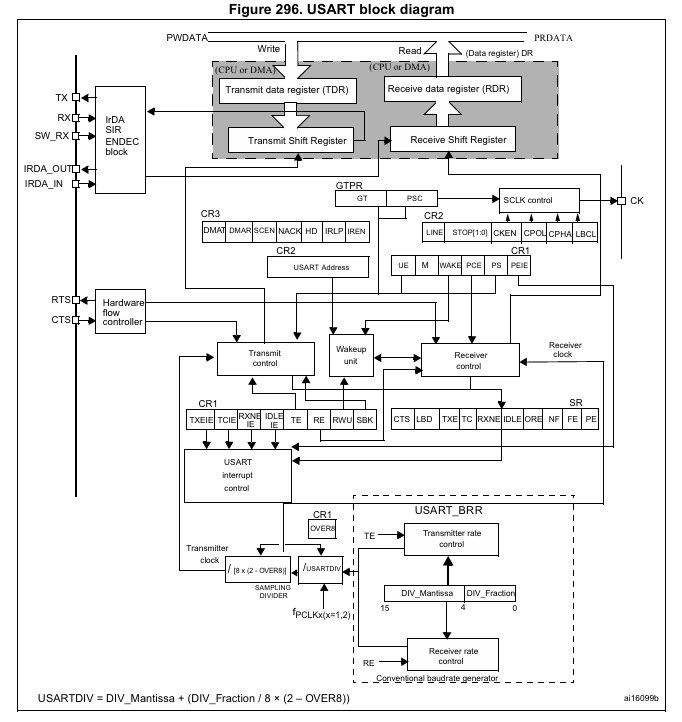 Figure 296. USART block diagram
PWDATA
PRDATA
Write
Read
(Data register) DR
(CPU or DMA)
(CPU or DMA)
Transmit data register (TDR)
Receive data register (RDR)
Transmit Shift Register
Receive Shift Register
TX
RX
SW_RX
IRDA_OUT
IRDA_IN
IrDA
SIR
ENDEC
block
GTPR
GT
PSC
SCLK control
CK
CR3
DMAT DMAR SCEN NACK HD IRLP IREN
CR2
LINE STOP[1:0] CKEN CPOL CPHA LBCL
CR2
USART Address
CR1
UE M WAKE PCE PS PEIE
RTS
CTS
Hardware
flow
controller
Transmit
control
Wakeup
unit
Receiver
control
Receiver
clock
CR1
TXEIE TCIE RXNE
IE IDLE
IE TE RE RWU SBK
SR
CTS LBD TXE TC RXNE IDLE ORE NF FE PE
USART
interrupt
control
CR1
OVER8
USART_BRR
TE
Transmitter rate
control
Transmitter
clock
/ [8 x (2 - OVER8)]
/USARTDIV
SAMPLING
DIVIDER
DIV_Mantissa
DIV_Fraction
15 4 0
fPCLKx(x=1,2)
RE
Receiver rate
control
Conventional baudrate generator
USARTDIV = DIV_Mantissa + (DIV_Fraction / 8 × (2 – OVER8))
ai16099b